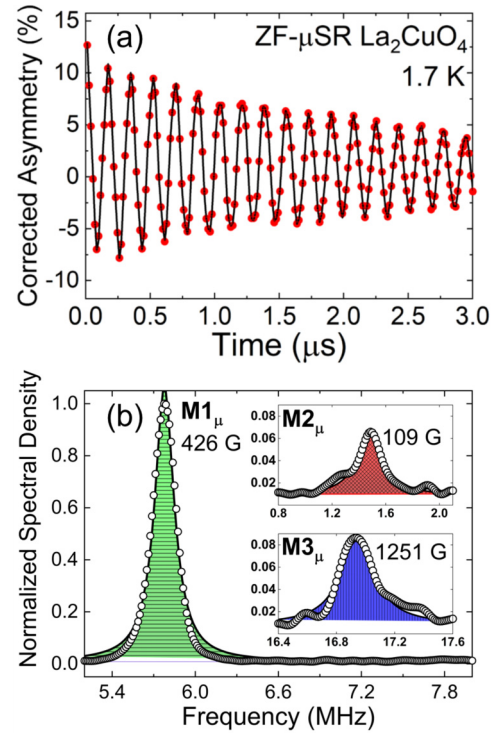 (a)
ZF-μSR La₂CuO₄
1.7 K
Corrected Asymmetry (%)
15
10
5
0
-5
-10
0.0 0.5 1.0 1.5 2.0 2.5 3.0
Time (μs)
(b)
M1μ
426 G
Normalized Spectral Density
1.0
0.8
0.6
0.4
0.2
0.0
5.4 6.0 6.6 7.2 7.8
Frequency (MHz)
M2μ
109 G
0.08
0.06
0.04
0.02
0.8 1.2 1.6 2.0
M3μ
1251 G
0.08
0.06
0.04
0.02
16.4 16.8 17.2 17.6